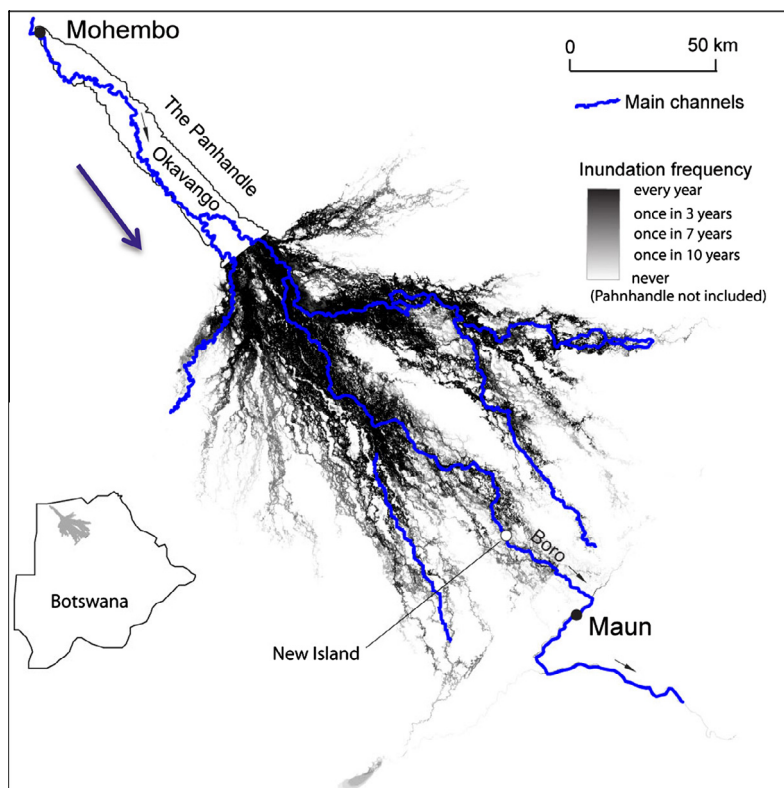 Mohembo
0 50 km
Main channels
The Panhandle
Okavango
Inundation frequency
every year
once in 3 years
once in 7 years
once in 10 years
never
(Pahnhandle not included)
Boro
Botswana
New Island
Maun